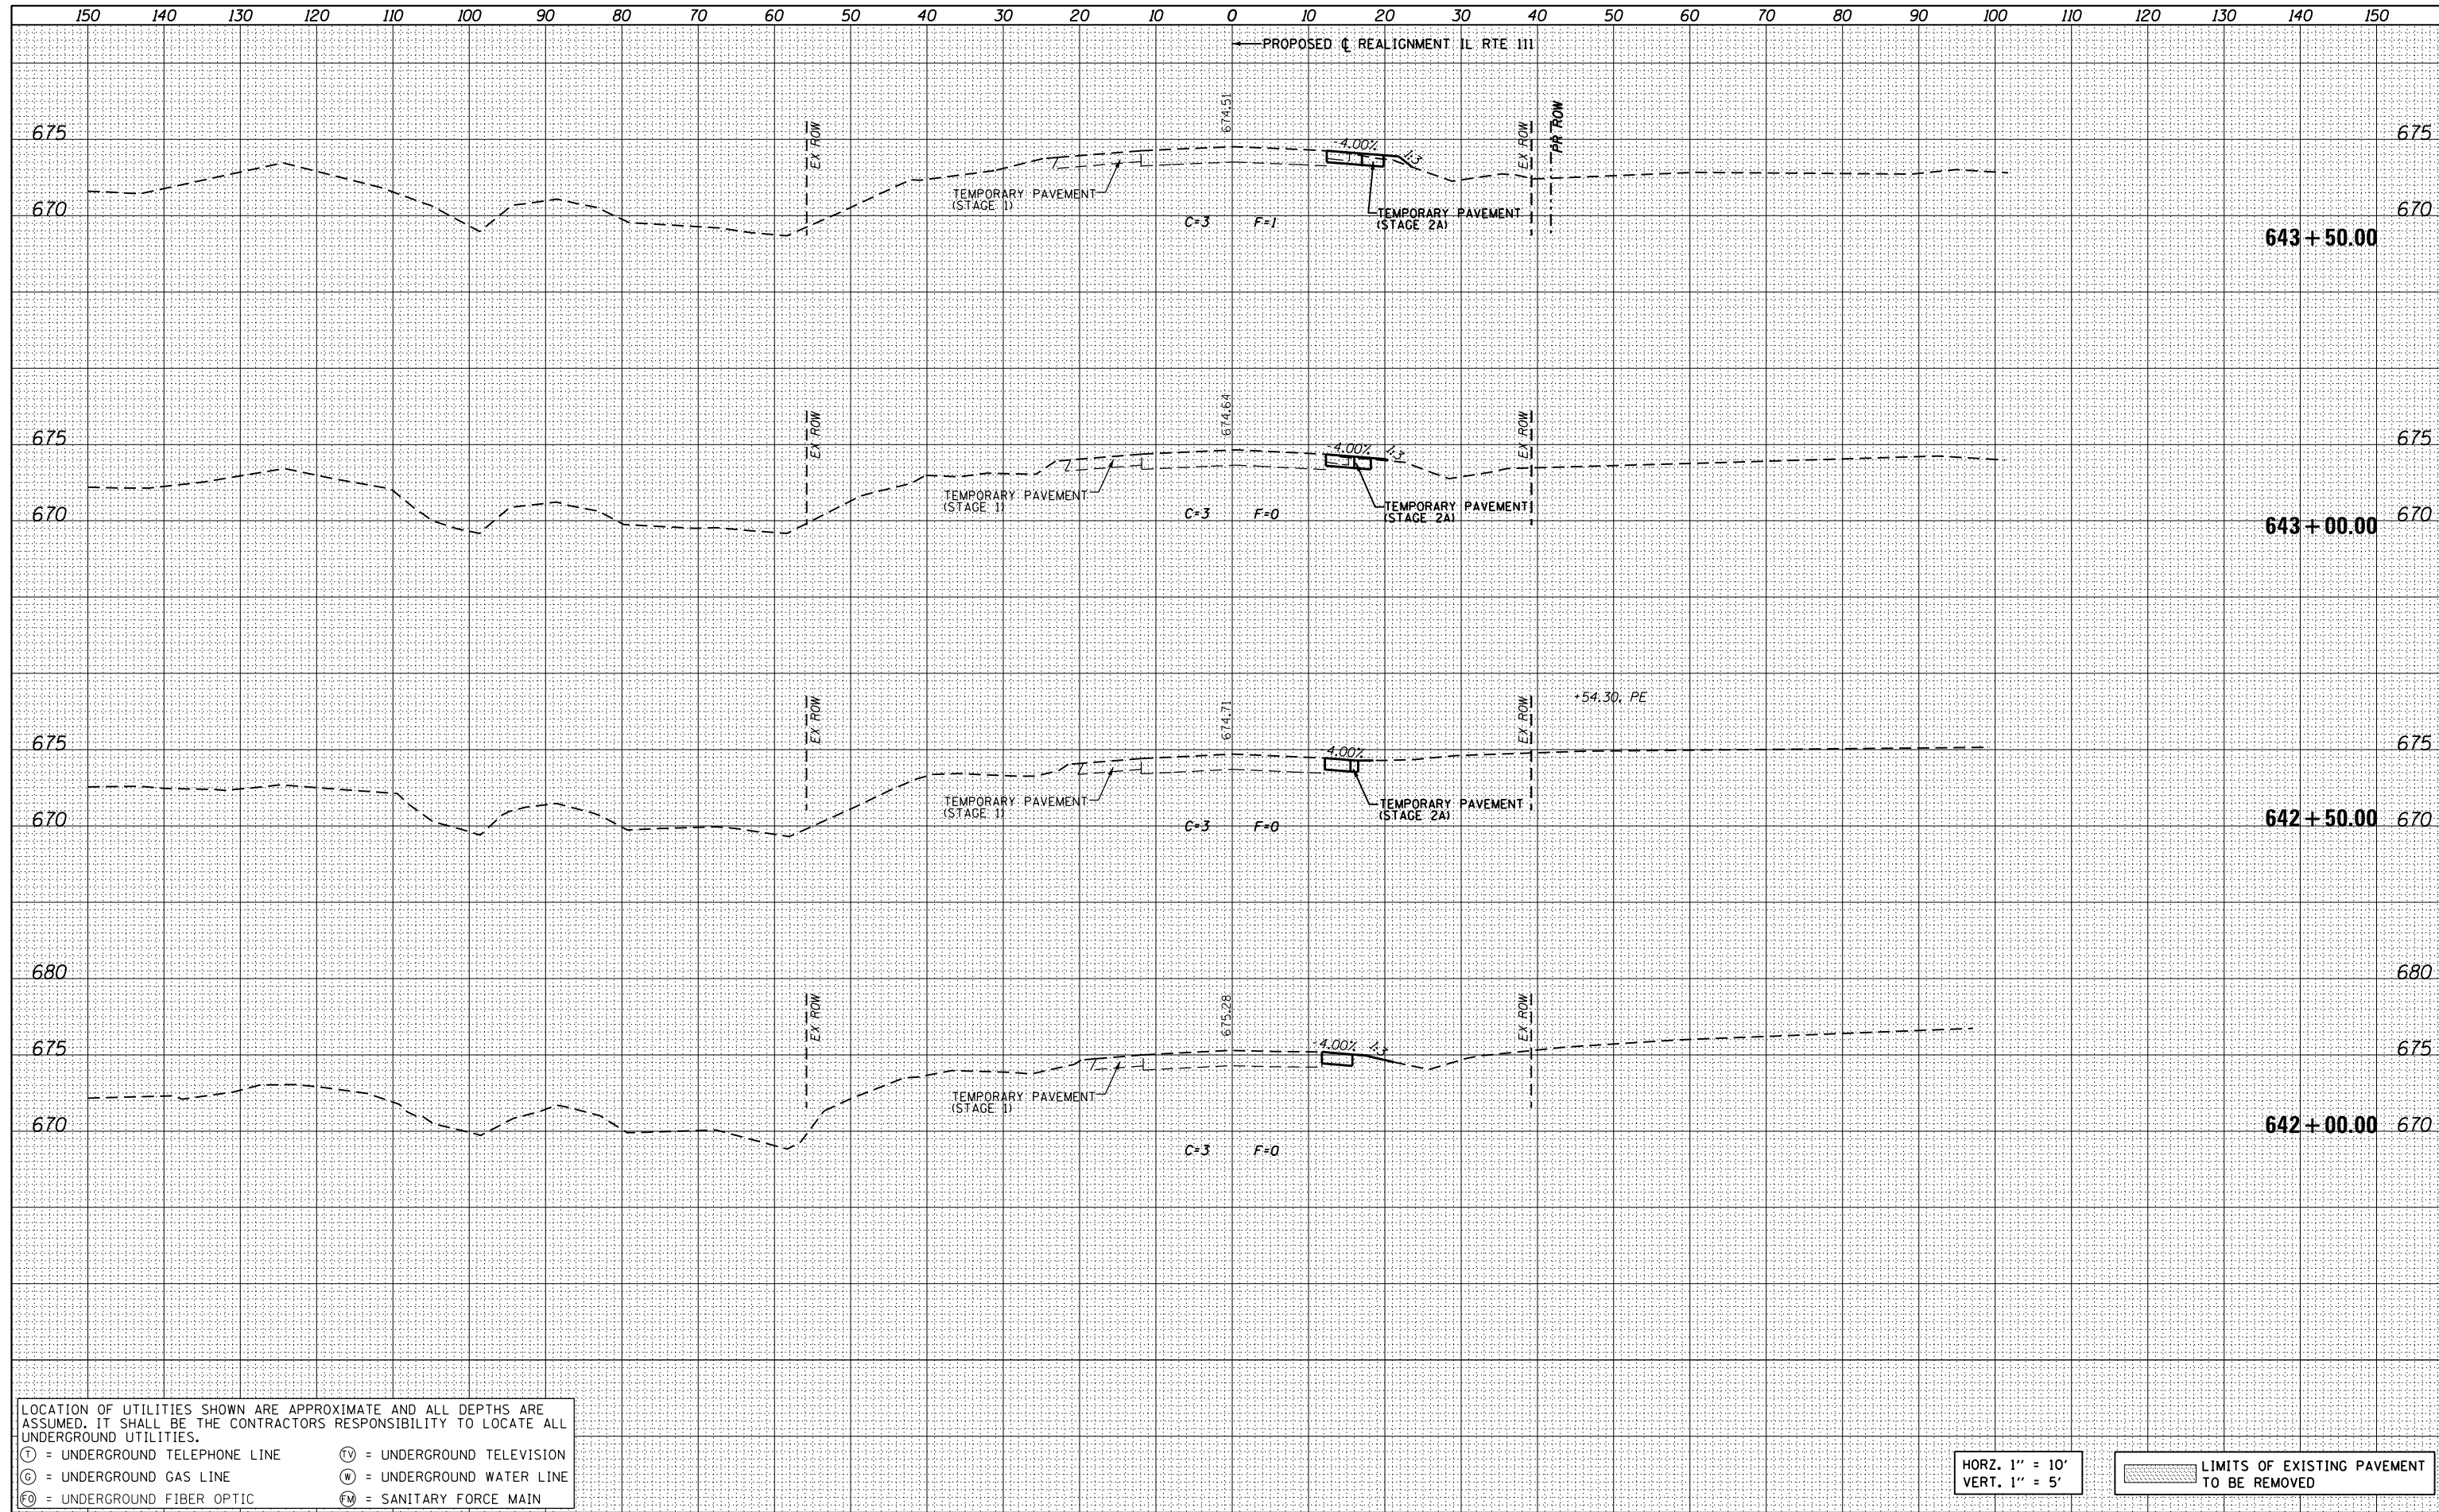 150 140 130 120 110 100 90 80 70 60 50 40 30 20 10 0 10 20 30 40 50 60 70 80 90 100 110 120 130 140 150
PROPOSED ℄ REALIGNMENT IL RTE 111
674.51
EX ROW
EX ROW
PR ROW
675
-4.00%
1:3
675
TEMPORARY PAVEMENT
(STAGE 1)
TEMPORARY PAVEMENT
(STAGE 2A)
670
C=3 F=1
670
643+50.00
674.64
EX ROW
EX ROW
675
-4.00%
1:3
675
TEMPORARY PAVEMENT
(STAGE 1)
TEMPORARY PAVEMENT
(STAGE 2A)
670
C=3 F=0
643+00.00 670
+54.30, PE
674.71
EX ROW
EX ROW
675
4.00%
675
TEMPORARY PAVEMENT
(STAGE 1)
TEMPORARY PAVEMENT
(STAGE 2A)
670
C=3 F=0
642+50.00 670
680
680
675.28
EX ROW
EX ROW
675
-4.00%
1:3
675
TEMPORARY PAVEMENT
(STAGE 1)
670
642+00.00 670
C=3 F=0
LOCATION OF UTILITIES SHOWN ARE APPROXIMATE AND ALL DEPTHS ARE
ASSUMED. IT SHALL BE THE CONTRACTORS RESPONSIBILITY TO LOCATE ALL
UNDERGROUND UTILITIES.
T = UNDERGROUND TELEPHONE LINE TV = UNDERGROUND TELEVISION
G = UNDERGROUND GAS LINE W = UNDERGROUND WATER LINE
FO = UNDERGROUND FIBER OPTIC FM = SANITARY FORCE MAIN
HORZ. 1'' = 10'
VERT. 1'' = 5'
LIMITS OF EXISTING PAVEMENT
TO BE REMOVED